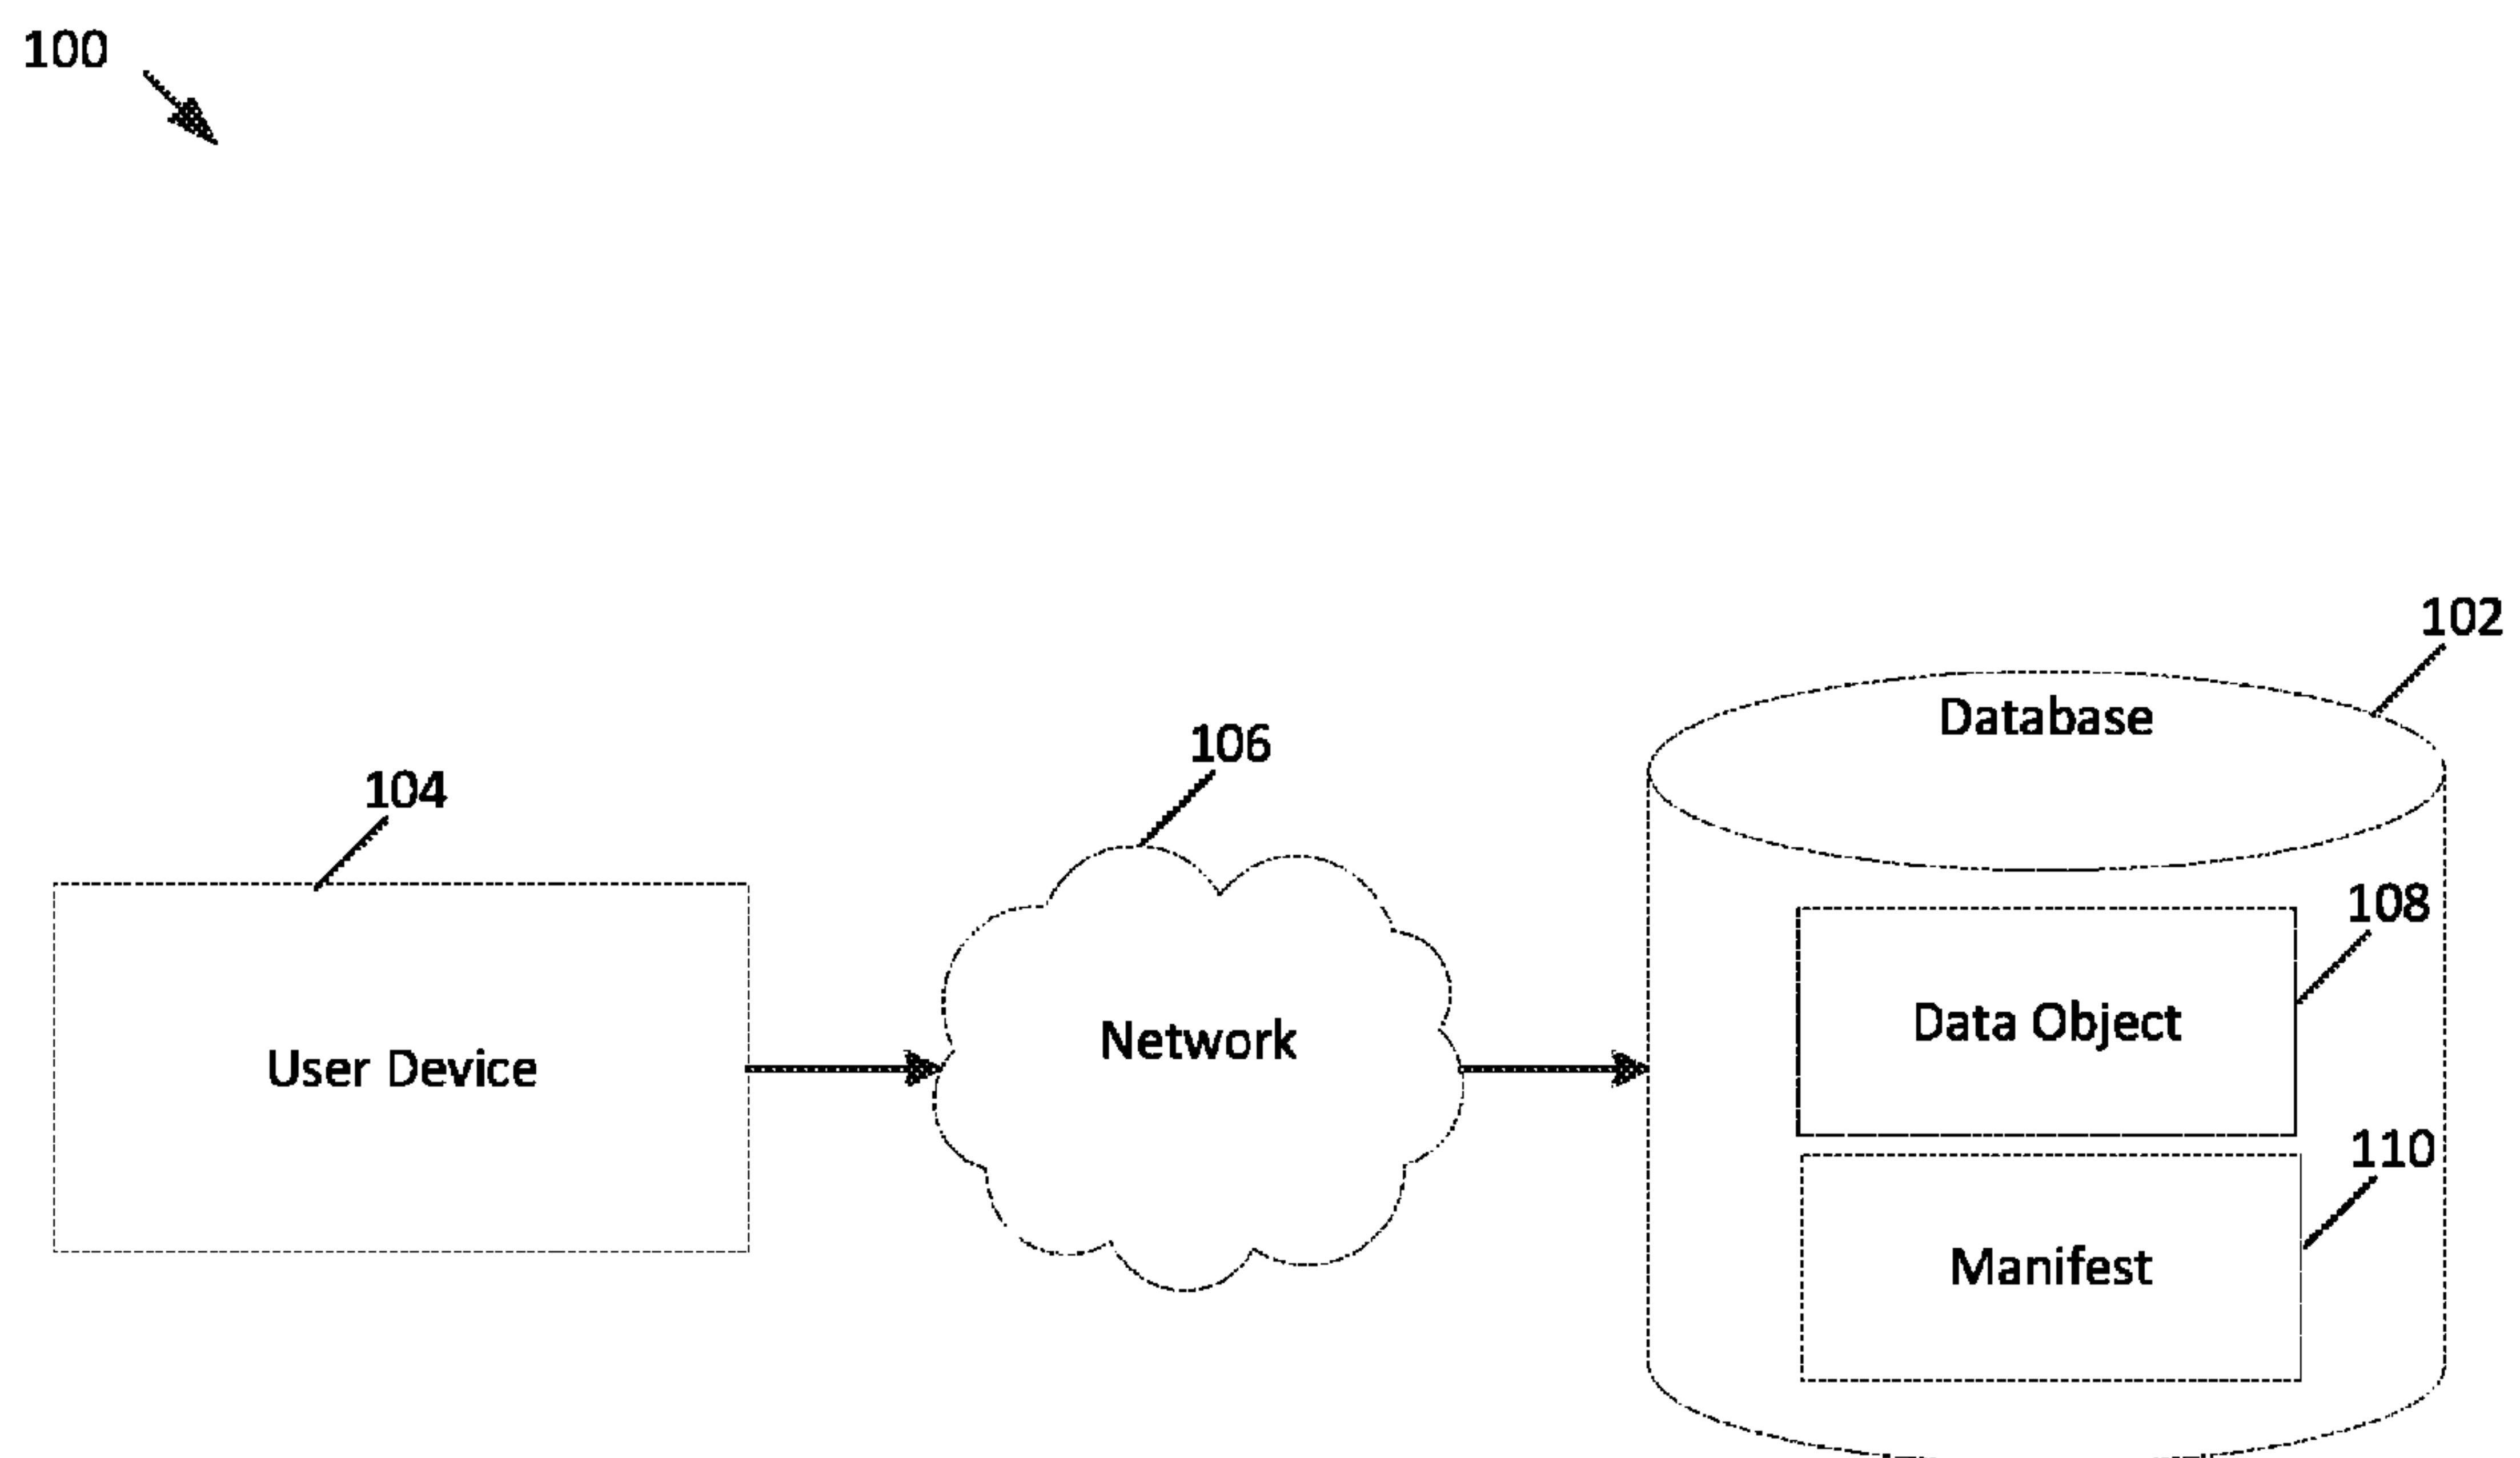 100
102
Database
106
104
108
Data Object
Network
User Device
110
Manifest